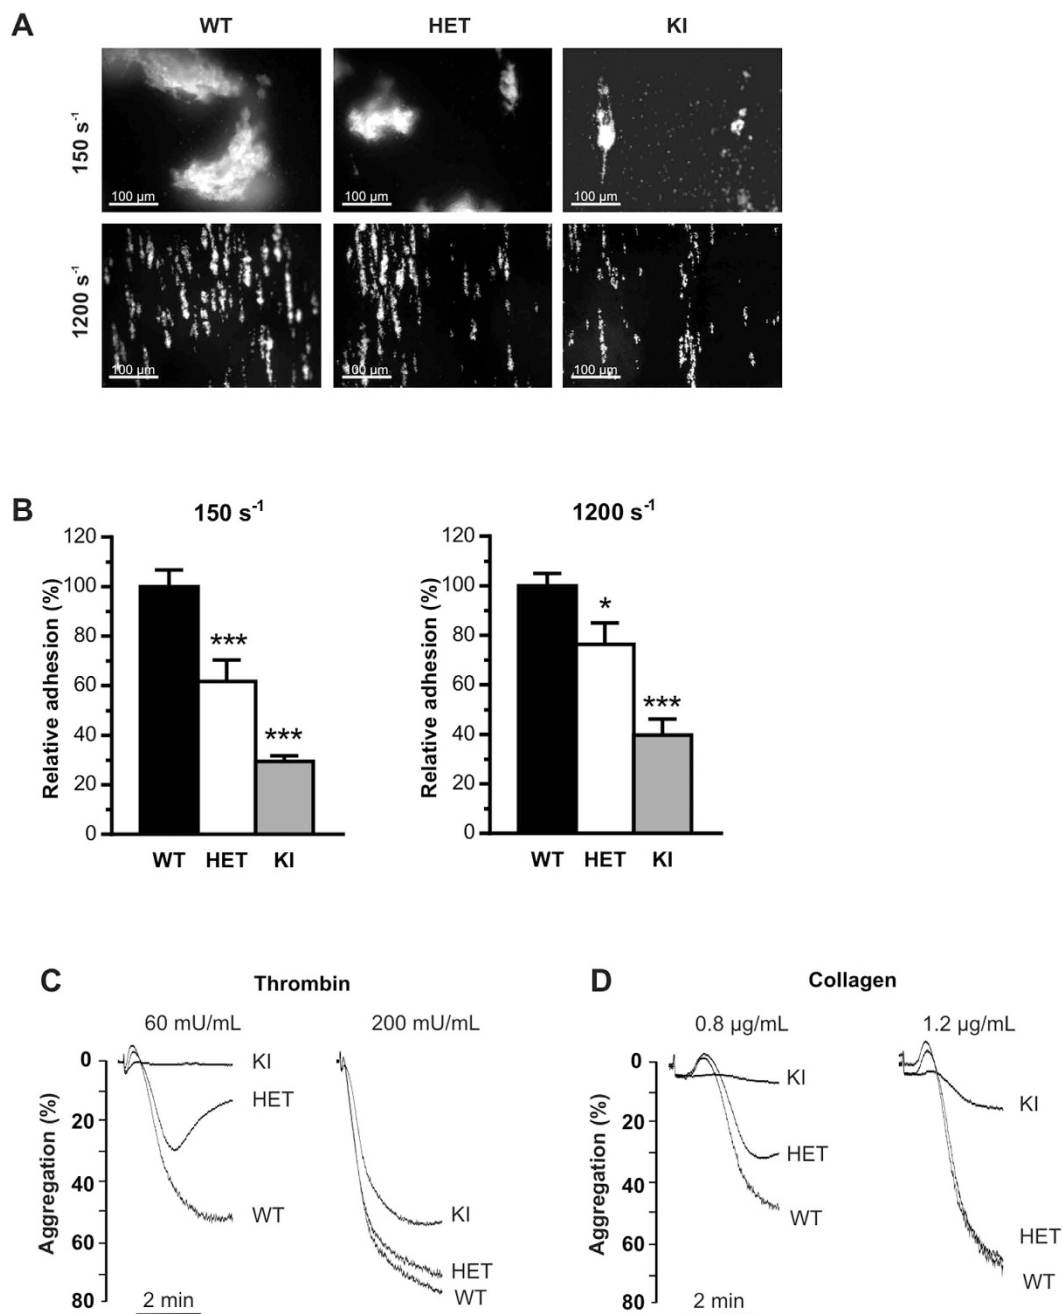 A
WT HET KI
150 s-1
100 µm 100 µm 100 µm
1200 s-1
100 µm 100 µm 100 µm
B
150 s-1
Relative adhesion (%)
120
100
80
60
40
20
0
***
***
WT HET KI
1200 s-1
Relative adhesion (%)
120
100
80
60
40
20
0
*
***
WT HET KI
C
Thrombin
60 mU/mL 200 mU/mL
Aggregation (%)
0
20
40
60
80
KI
HET
WT
KI
HET
WT
2 min
D
Collagen
0.8 µg/mL 1.2 µg/mL
Aggregation (%)
0
20
40
60
80
KI
HET
WT
KI
HET
WT
2 min